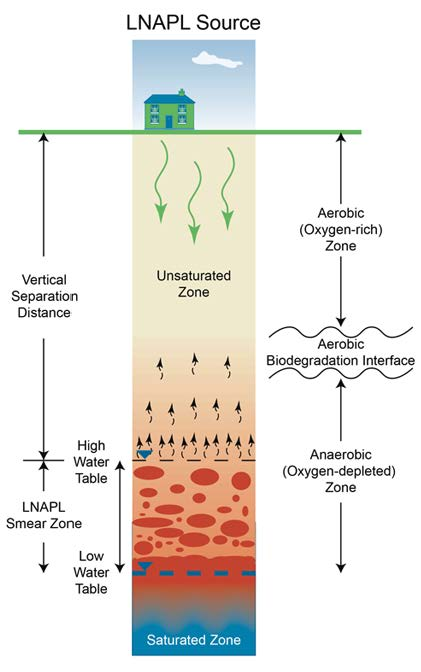 LNAPL Source
Aerobic
(Oxygen-rich)
Zone
Unsaturated
Zone
Vertical
Separation
Distance
Aerobic
Biodegradation Interface
High
Water
Table
Anaerobic
(Oxygen-depleted)
Zone
LNAPL
Smear Zone
Low
Water
Table
Saturated Zone